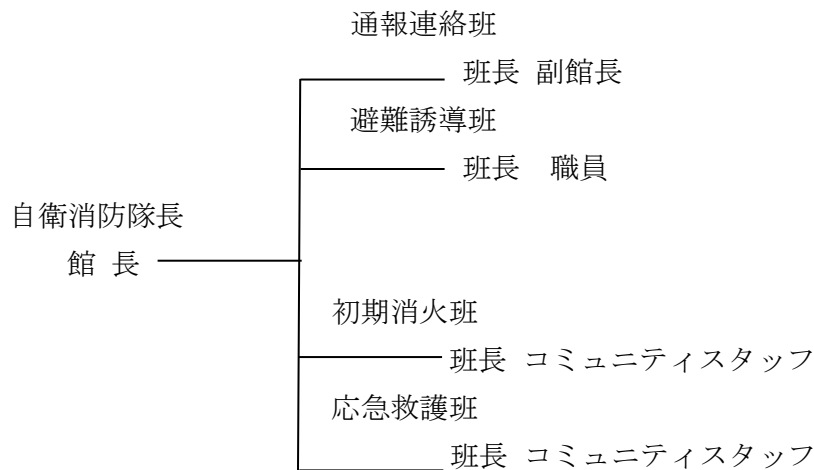 通報連絡班
班長 副館長
避難誘導班
班長 職員
自衛消防隊長
館 長
初期消火班
班長 コミュニティスタッフ
応急救護班
班長 コミュニティスタッフ